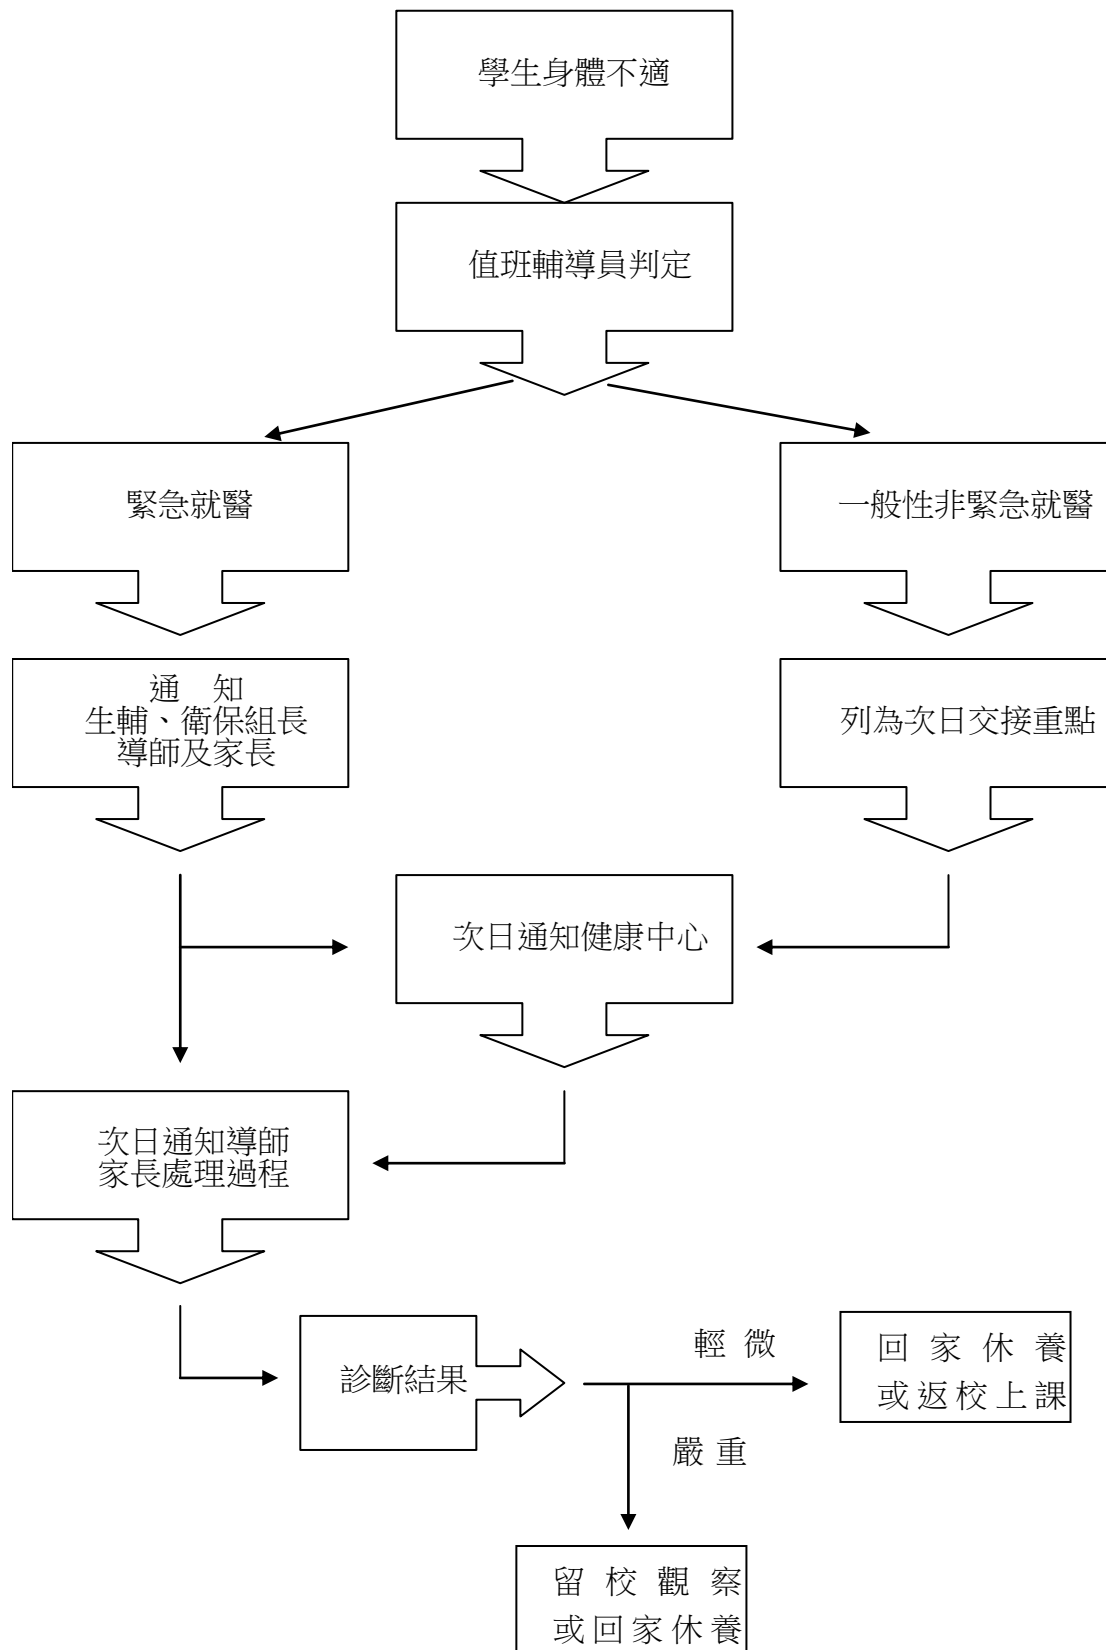 學生身體不適
值班輔導員判定
緊急就醫
一般性非緊急就醫
通　知
生輔、衛保組長
導師及家長
列為次日交接重點
次日通知健康中心
次日通知導師
家長處理過程
診斷結果
輕 微
回 家 休 養
或返校上課
嚴 重
留 校 觀 察
或回家休養